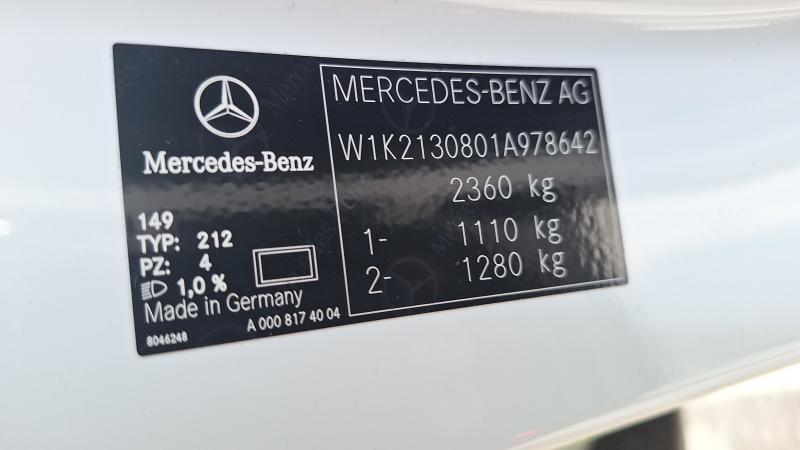 Mercedes-Benz
149
TYP: 212
PZ: 4
1,0 %
Made in Germany
8046248
A 000 817 40 04
MERCEDES-BENZ AG
W1K2130801A978642
2360 kg
1- 1110 kg
2- 1280 kg